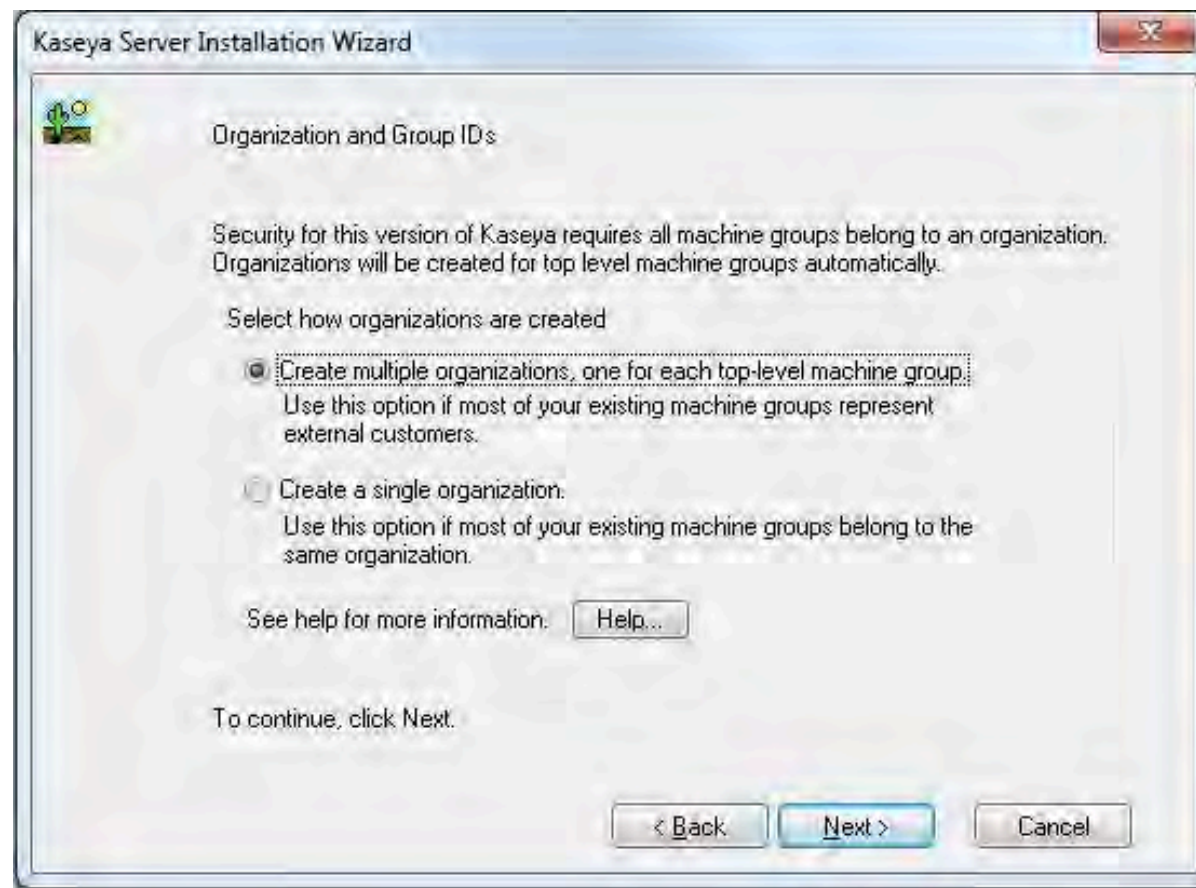 Kaseya Server Installation Wizard
Organization and Group IDs
Security for this version of Kaseya requires all machine groups belong to an organization.
Organizations will be created for top level machine groups automatically.
Select how organizations are created
Create multiple organizations, one for each top-level machine group.
Use this option if most of your existing machine groups represent
external customers.
Create a single organization.
Use this option if most of your existing machine groups belong to the
same organization.
See help for more information. Help...
To continue, click Next.
< Back Next > Cancel